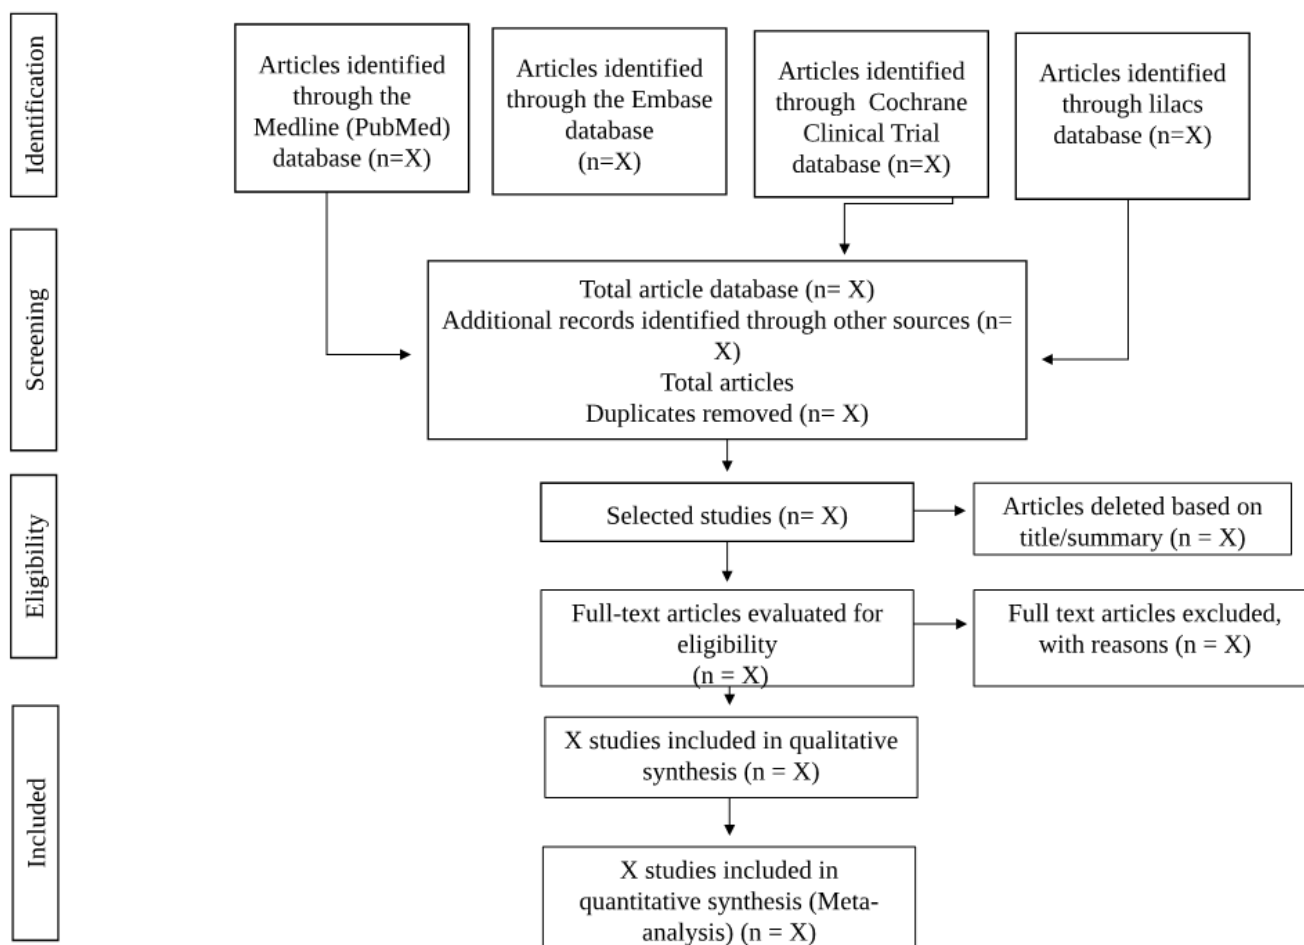 Identification
Articles identified
through the
Medline (PubMed)
database (n=X)
Articles identified
through the Embase
database
(n=X)
Articles identified
through Cocchrane
Clinical Trial
database (n=X)
Articles identified
through lilacs
database (n=X)
Screening
Total article database (n= X)
Additional records identified through other sources (n=
X)
Total articles
Duplicates removed (n= X)
Eligibility
Selected studies (n= X)
Articles deleted based on
title/summary (n = X)
Full-text articles evaluated for
eligibility
(n = X)
Full text articles excluded,
with reasons (n = X)
Included
X studies included in qualitative
synthesis (n = X)
X studies included in
quantitative synthesis (Meta-
analysis) (n = X)